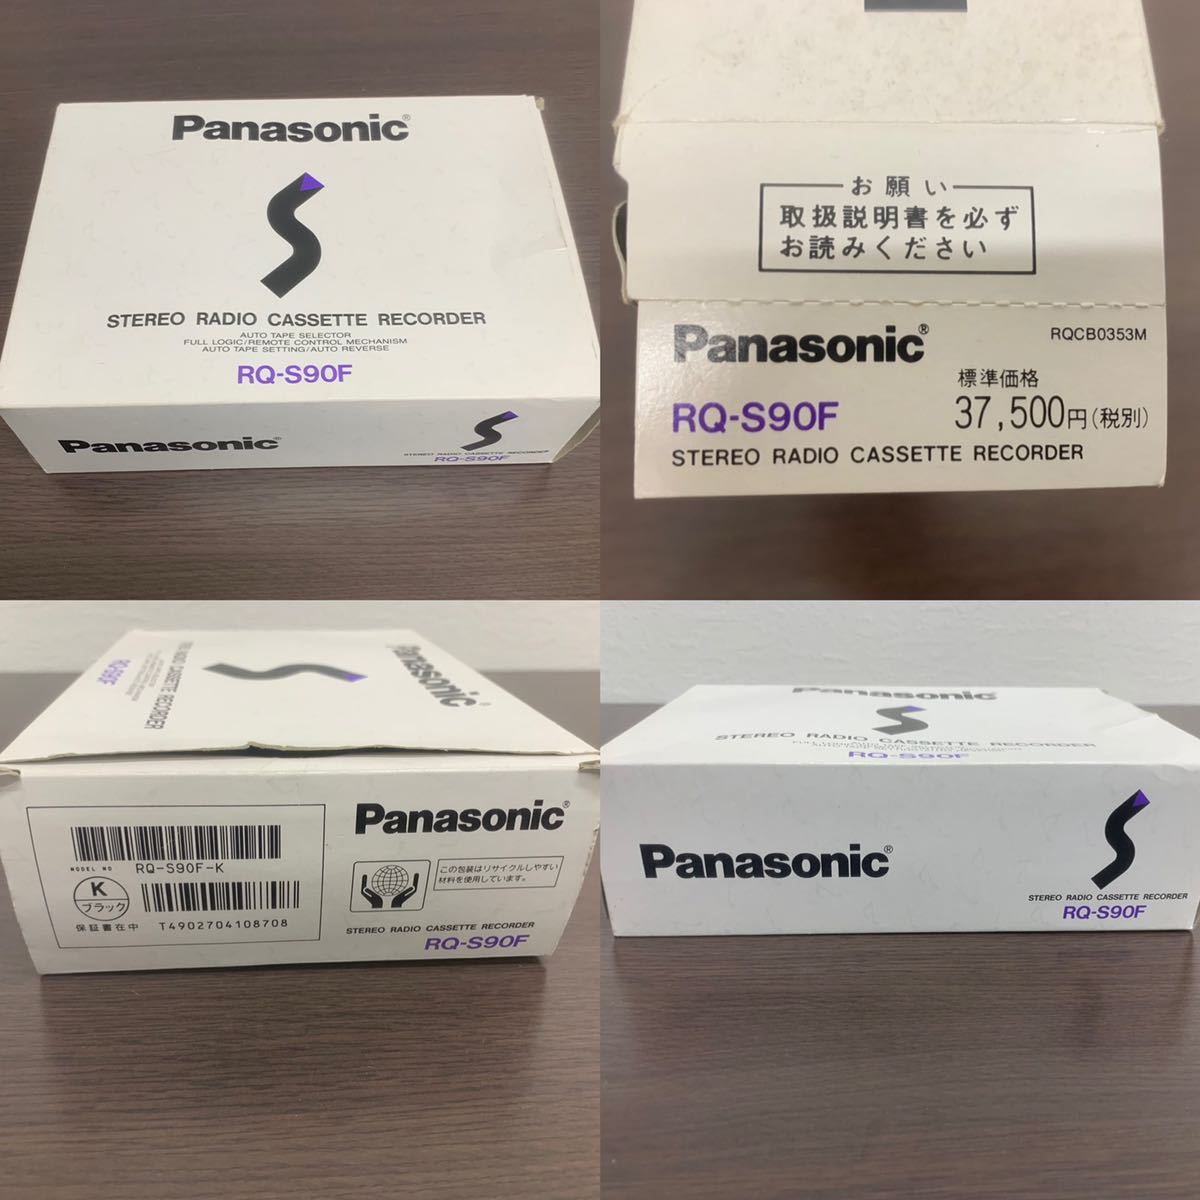 Panasonic®
STEREO RADIO CASSETTE RECORDER
AUTO TAPE SELECTOR
FULL LOGIC/REMOTE CONTROL MECHANISM
AUTO TAPE SETTING/AUTO REVERSE
RQ-S90F
Panasonic®
STEREO RADIO CASSETTE RECORDER
RQ-S90F
お願い
取扱説明書を必ず
お読みください
Panasonic®
RQCB0353M
標準価格
RQ-S90F
37,500円(税別)
STEREO RADIO CASSETTE RECORDER
Panasonic
STEREO RADIO CASSETTE RECORDER
RQ-S90F
MODEL NO
RQ-S90F-K
K
ブラック
保証書在中
T4902704108708
Panasonic®
この包装はリサイクルしやすい
材料を使用しています。
STEREO RADIO CASSETTE RECORDER
RQ-S90F
Panasonic
STEREO RADIO CASSETTE RECORDER
RQ-S90F
Panasonic®
STEREO RADIO CASSETTE RECORDER
RQ-S90F